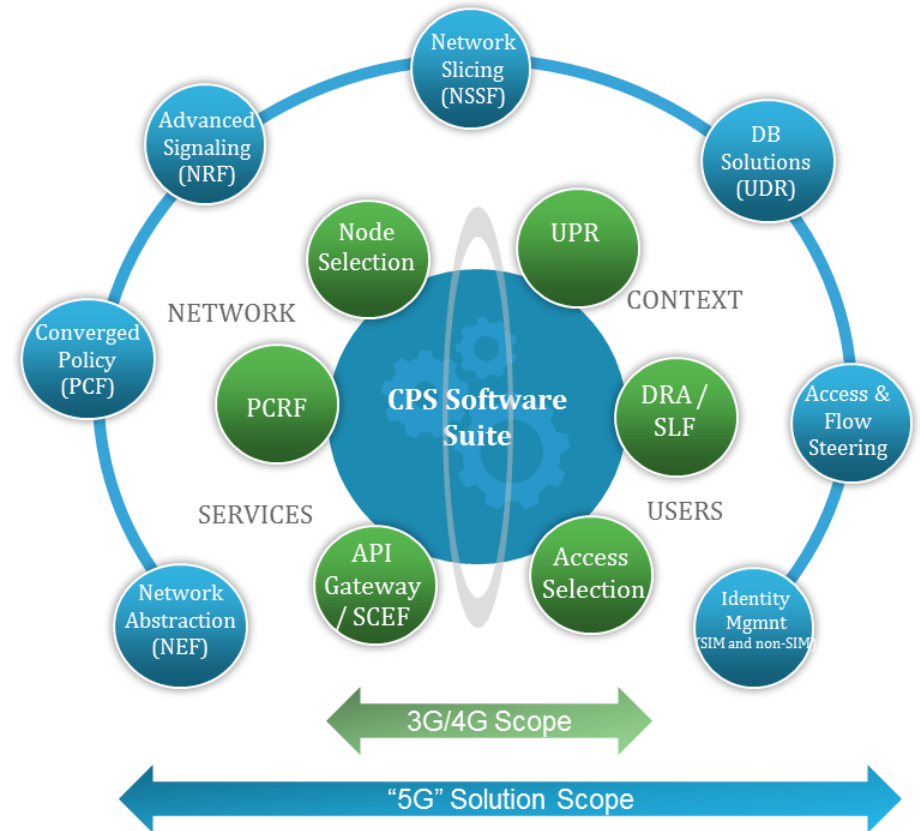 Network
Slicing
(NSSF)
Advanced
Signaling
(NRF)
DB
Solutions
(UDR)
Node
Selection
UPR
NETWORK
CONTEXT
Converged
Policy
(PCF)
PCRF
CPS Software
Suite
DRA /
SLF
Access &
Flow
Steering
SERVICES
USERS
API
Gateway
/ SCEF
Access
Selection
Network
Abstraction
(NEF)
Identity
Mgmnt
(SIM and non-SIM)
3G/4G Scope
“5G” Solution Scope